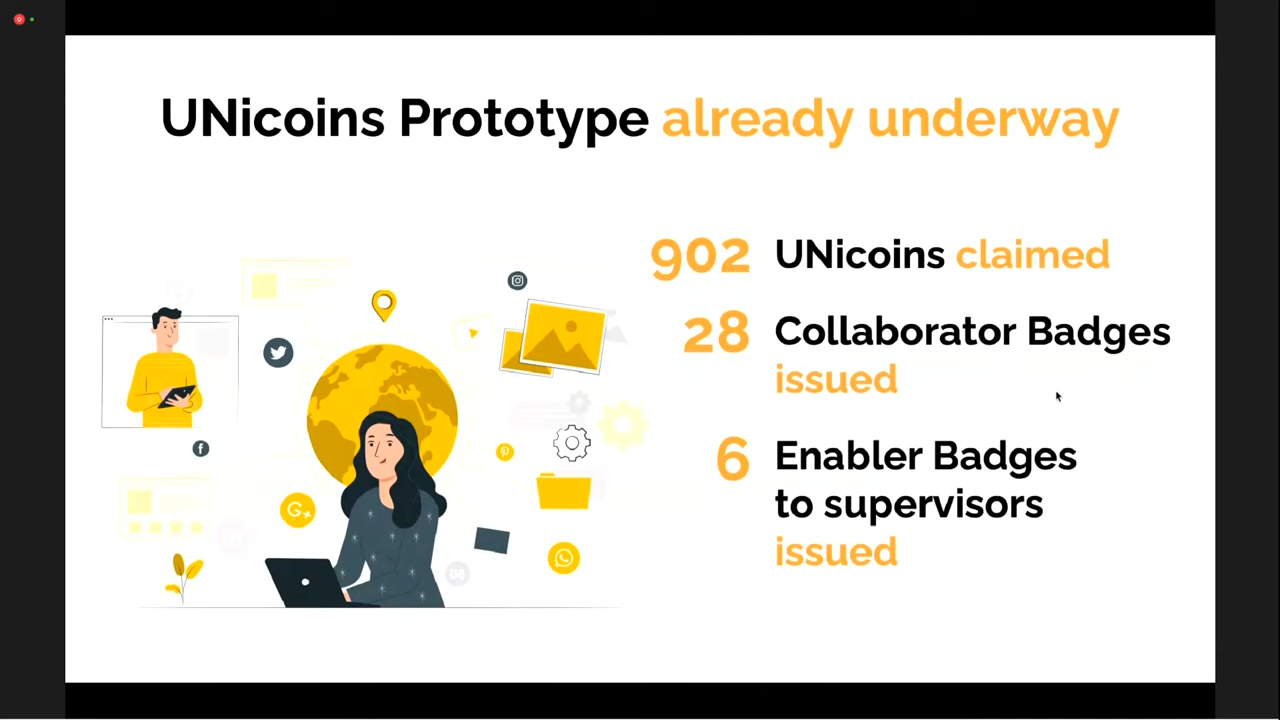 UNicoins Prototype already underway
902 UNicoins claimed
28 Collaborator Badges
issued
6 Enabler Badges
to supervisors
issued
G+